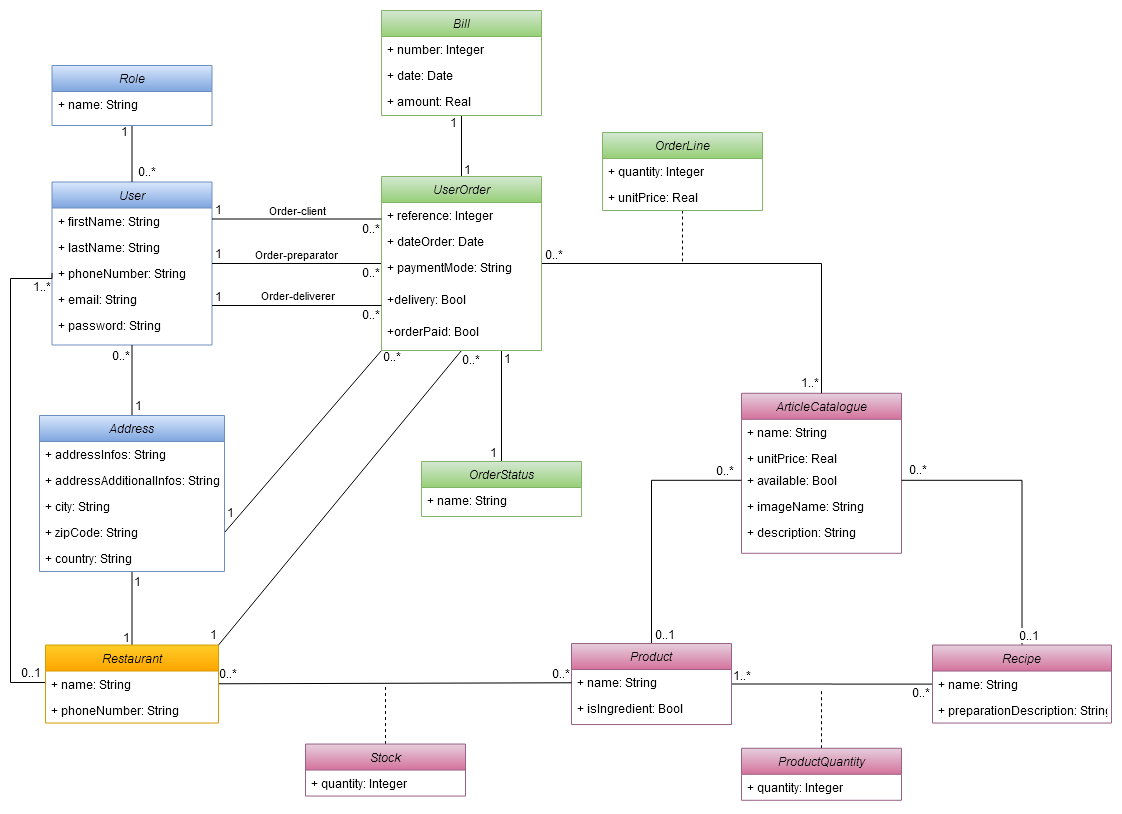 Bill
+ number: Integer
+ date: Date
+ amount: Real
1
1
Role
+ name: String
1
0..*
User
+ firstName: String
+ lastName: String
+ phoneNumber: String
+ email: String
+ password: String
1..*
0..*
1
Order-client
0..*
1
Order-preparator
0..*
1
Order-deliverer
0..*
UserOrder
+ reference: Integer
+ dateOrder: Date
+ paymentMode: String
+delivery: Bool
+orderPaid: Bool
0..*
0..*
0..*
1
OrderLine
+ quantity: Integer
+ unitPrice: Real
1..*
1
Address
+ addressInfos: String
+ addressAdditionalInfos: String
+ city: String
+ zipCode: String
+ country: String
1
1
1
OrderStatus
+ name: String
ArticleCatalogue
+ name: String
+ unitPrice: Real
+ available: Bool
+ imageName: String
+ description: String
0..*
0..*
1
1
0..1
0..1
0..1
Restaurant
+ name: String
+ phoneNumber: String
0..*
0..*
Product
+ name: String
+ isIngredient: Bool
1..*
0..*
Recipe
+ name: String
+ preparationDescription: String
Stock
+ quantity: Integer
ProductQuantity
+ quantity: Integer